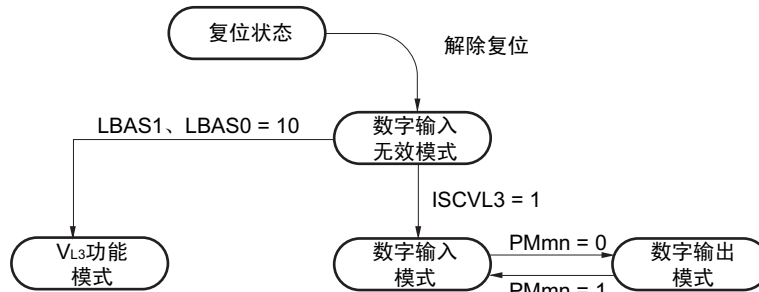 复位状态
解除复位
LBAS1、LBAS0 = 10
数字输入
无效模式
ISCVL3 = 1
VL3功能
模式
数字输入
模式
PMmn = 0
PMmn = 1
数字输出
模式